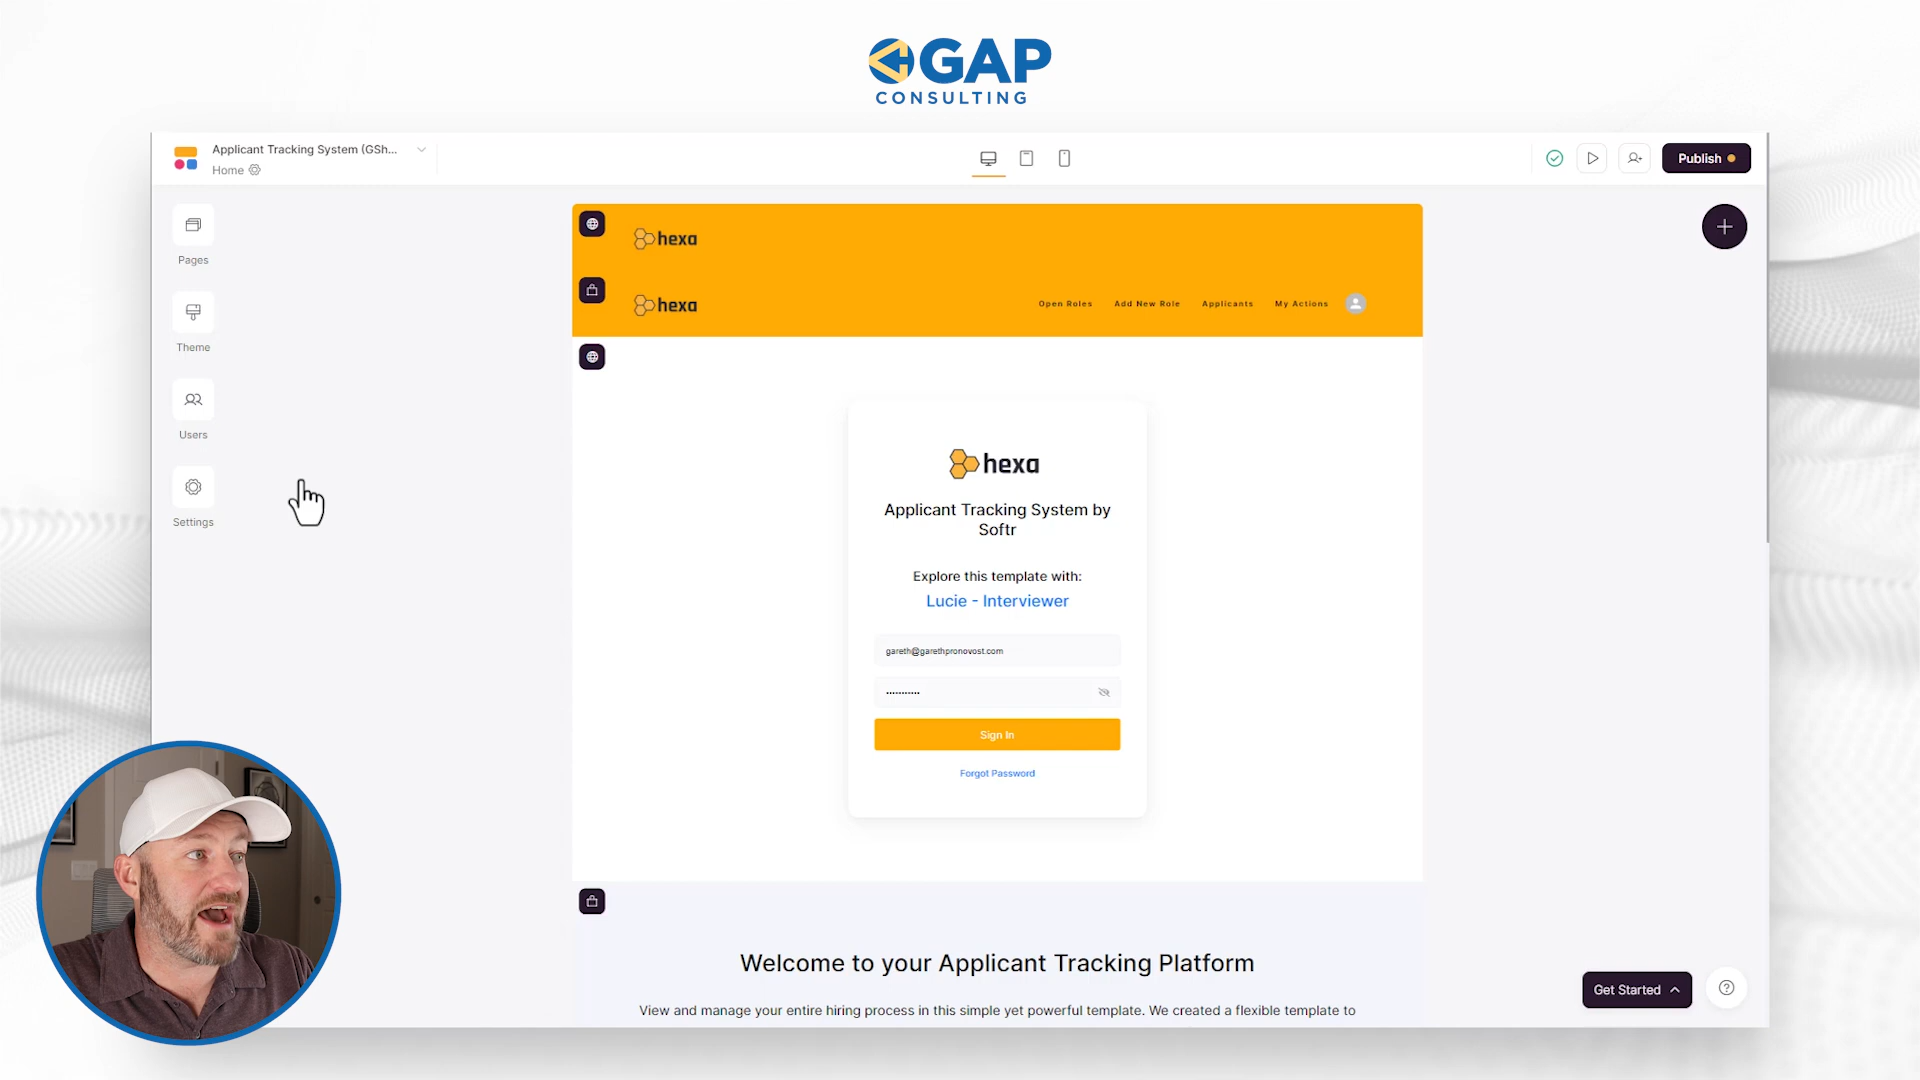 GAP
CONSULTING
Applicant Tracking System (GSh...
Home
Publish
Pages
Theme
Users
Settings
hexa
hexa
Open Roles
Add New Role
Applicants
My Actions
hexa
Applicant Tracking System by
Softr
Explore this template with:
Lucie - Interviewer
gareth@garethpronovost.com
Sign In
Forgot Password
Welcome to your Applicant Tracking Platform
View and manage your entire hiring process in this simple yet powerful template. We created a flexible template to
Get Started